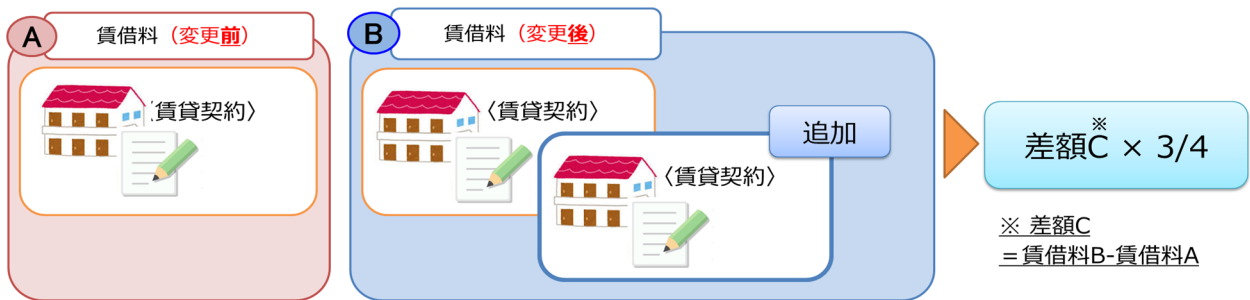 A
賃借料（変更前）
〈賃貸契約〉
B
賃借料（変更後）
〈賃貸契約〉
追加
〈賃貸契約〉
差額C※ × 3/4
※ 差額C
＝賃借料B-賃借料A